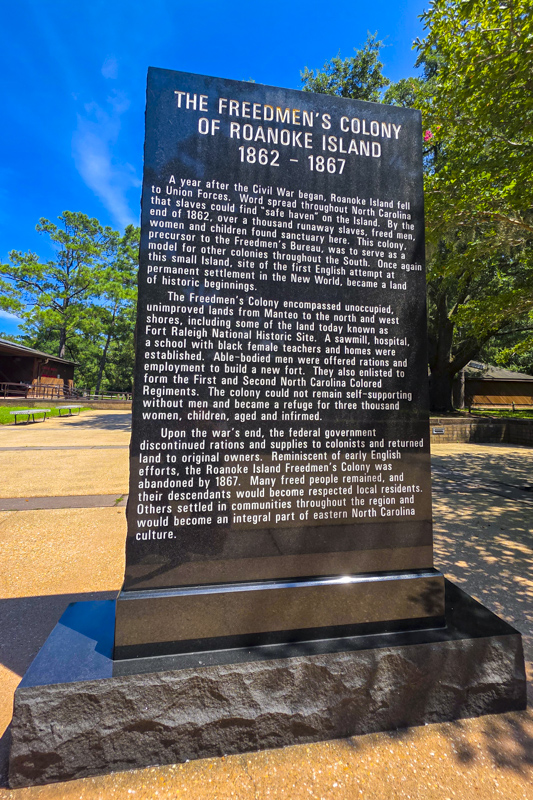 THE FREEDMEN'S COLONY
OF ROANOKE ISLAND
1862 - 1867
A year after the Civil War began, Roanoke Island fell
to Union Forces. Word spread throughout North Carolina
that slaves could find "safe haven" on the Island. By the
end of 1862, over a thousand runaway slaves, freed men,
women and children found sanctuary here. This colony,
precursor to the Freedmen's Bureau, was to serve as a
model for other colonies throughout the South. Once again
this small Island, site of the first English attempt at
permanent settlement in the New World, became a land
of historic beginnings.
The Freedmen's Colony encompassed unoccupied,
unimproved lands from Manteo to the north and west
shores, including some of the land today known as
Fort Raleigh National Historic Site. A sawmill, hospital,
a school with black female teachers and homes were
established. Able-bodied men were offered rations and
employment to build a new fort. They also enlisted to
form the First and Second North Carolina Colored
Regiments. The colony could not remain self-supporting
without men and became a refuge for three thousand
women, children, aged and infirmed.
Upon the war's end, the federal government
discontinued rations and supplies to colonists and returned
land to original owners. Reminiscent of early English
efforts, the Roanoke Island Freedmen's Colony was
abandoned by 1867. Many freed people remained, and
their descendants would become respected local residents.
Others settled in communities throughout the region and
would become an integral part of eastern North Carolina
culture.